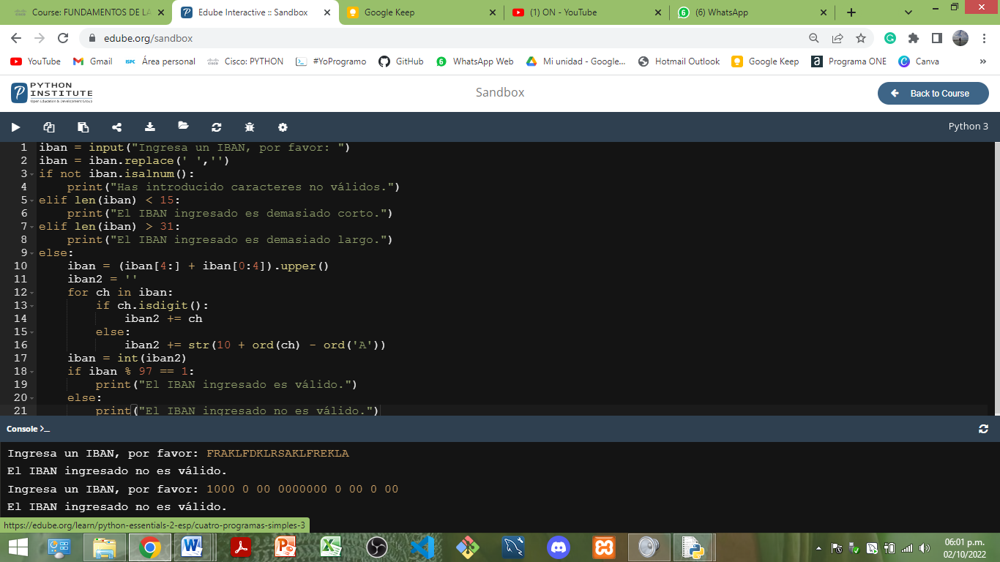 Course: FUNDAMENTOS DE LA
Edube Interactive :: Sandbox
Google Keep
(1) ON - YouTube
(6) WhatsApp
edube.org/sandbox
YouTube
Gmail
Área personal
Cisco: PYTHON
#YoProgramo
GitHub
WhatsApp Web
Mi unidad - Google...
Hotmail Outlook
Google Keep
Programa ONE
Canva
PYTHON
INSTITUTE
Open Education & Development Group
Sandbox
Back to Course
Python 3
1 iban = input("Ingresa un IBAN, por favor: ")
2 iban = iban.replace(' ','')
3 if not iban.isalnum():
4     print("Has introducido caracteres no válidos.")
5 elif len(iban) < 15:
6     print("El IBAN ingresado es demasiado corto.")
7 elif len(iban) > 31:
8     print("El IBAN ingresado es demasiado largo.")
9 else:
10     iban = (iban[4:] + iban[0:4]).upper()
11     iban2 = ''
12     for ch in iban:
13         if ch.isdigit():
14             iban2 += ch
15         else:
16             iban2 += str(10 + ord(ch) - ord('A'))
17     iban = int(iban2)
18     if iban % 97 == 1:
19         print("El IBAN ingresado es válido.")
20     else:
21         print("El IBAN ingresado no es válido.")
Console >_
Ingresa un IBAN, por favor: FRAKLFDKLRSAKLFREKLA
El IBAN ingresado no es válido.
Ingresa un IBAN, por favor: 1000 0 00 0000000 0 00 0 00
El IBAN ingresado no es válido.
https://edube.org/learn/python-essentials-2-esp/cuatro-programas-simples-3
06:01 p.m.
02/10/2022